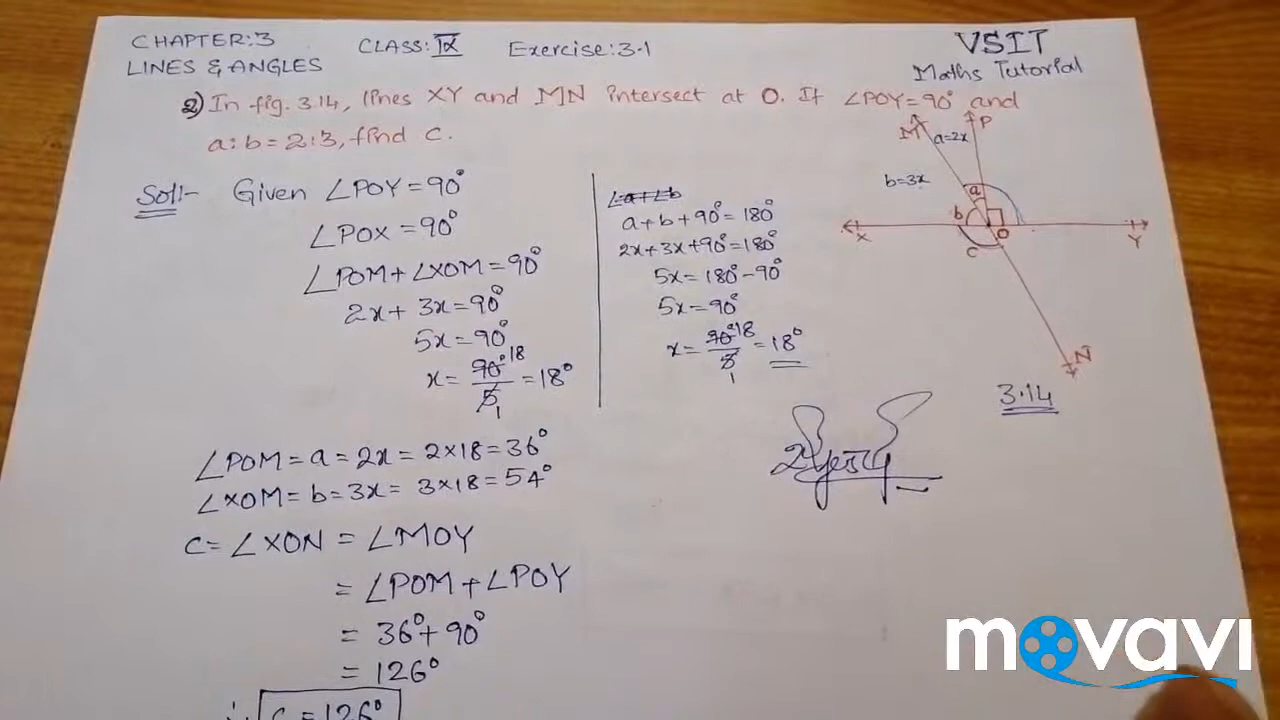 CHAPTER:3 CLASS: IX Exercise:3.1 VSIT
LINES & ANGLES Maths Tutorial
2) In fig. 3.14, lines XY and MN intersect at O. If ∠POY=90° and
a:b=2:3, find c.
Sol:- Given ∠POY=90°
∠POX=90°
∠POM+∠XOM=90°
2x+3x=90°
5x=90°
x=90°/5=18°
18
1
∠a+∠b
a+b+90°=180°
2x+3x+90°=180°
5x=180°-90°
5x=90°
x=90°/5=18°
18
1
M
P
a=2x
b=3x
a
b
X
O
Y
c
N
3.14
∠POM=a=2x=2×18=36°
∠XOM=b=3x=3×18=54°
c=∠XON=∠MOY
=∠POM+∠POY
=36°+90°
=126°
∴ c=126°
movavi